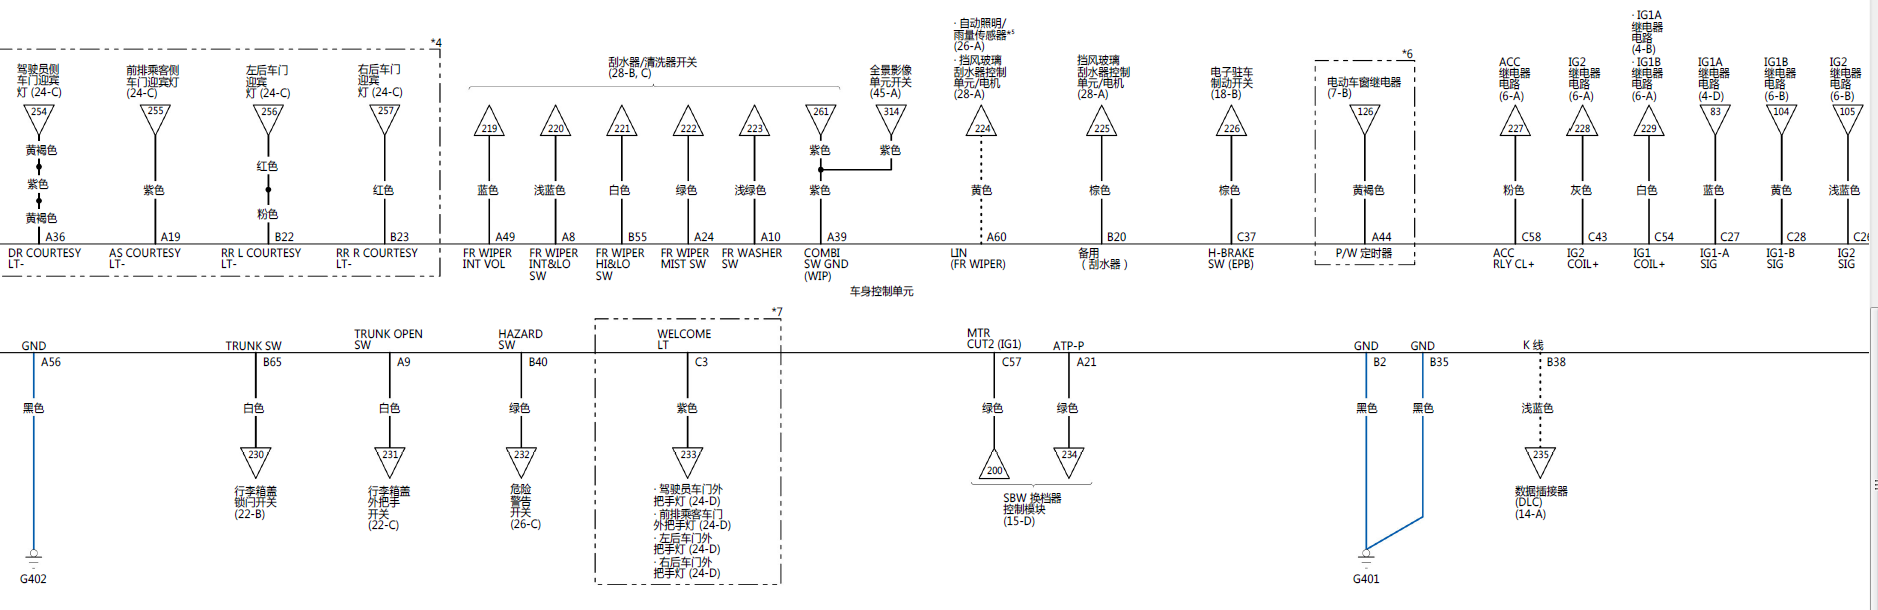 *4
驾驶员侧
车门迎宾
灯 (24-C)
254
黄褐色
紫色
黄褐色
A36
DR COURTESY
LT-
前排乘客侧
车门迎宾灯
(24-C)
255
紫色
A19
AS COURTESY
LT-
左后车门
迎宾
灯 (24-C)
256
红色
粉色
B22
RR L COURTESY
LT-
右后车门
迎宾
灯 (24-C)
257
红色
B23
RR R COURTESY
LT-
刮水器/清洗器开关
(28-B, C)
219
蓝色
A49
FR WIPER
INT VOL
220
浅蓝色
A8
FR WIPER
INT&LO
SW
221
白色
B55
FR WIPER
HI&LO
SW
222
绿色
A24
FR WIPER
MIST SW
223
浅绿色
A10
FR WASHER
SW
261
紫色
紫色
A39
COMBI
SW GND
(WIP)
全景影像
单元开关
(45-A)
314
紫色
· 自动照明/
雨量传感器*⁵
(26-A)
· 挡风玻璃
刮水器控制
单元/电机
(28-A)
224
黄色
A60
LIN
(FR WIPER)
挡风玻璃
刮水器控制
单元/电机
(28-A)
225
棕色
B20
备用
（刮水器）
电子驻车
制动开关
(18-B)
226
棕色
C37
H-BRAKE
SW (EPB)
*6
电动车窗继电器
(7-B)
126
黄褐色
A44
P/W 定时器
ACC
继电器
电路
(6-A)
227
粉色
C58
ACC
RLY CL+
IG2
继电器
电路
(6-A)
228
灰色
C43
IG2
COIL+
· IG1A
继电器
电路
(4-B)
· IG1B
继电器
电路
(6-A)
229
白色
C54
IG1
COIL+
IG1A
继电器
电路
(4-D)
83
蓝色
C27
IG1-A
SIG
IG1B
继电器
电路
(6-B)
104
黄色
C28
IG1-B
SIG
IG2
继电器
电路
(6-B)
105
浅蓝色
IG2
SIG
车身控制单元
GND
A56
黑色
G402
TRUNK SW
B65
白色
230
行李箱盖
锁闩开关
(22-B)
TRUNK OPEN
SW
A9
白色
231
行李箱盖
外把手
开关
(22-C)
HAZARD
SW
B40
绿色
232
危险
警告
开关
(26-C)
*7
WELCOME
LT
C3
紫色
233
· 驾驶员车门外
把手灯 (24-D)
· 前排乘客车门
外把手灯 (24-D)
· 左后车门外
把手灯 (24-D)
· 右后车门外
把手灯 (24-D)
MTR
CUT2 (IG1)
C57
绿色
200
ATP-P
A21
绿色
234
SBW 换档器
控制模块
(15-D)
GND
B2
黑色
GND
B35
黑色
G401
K 线
B38
浅蓝色
235
数据插接器
(DLC)
(14-A)